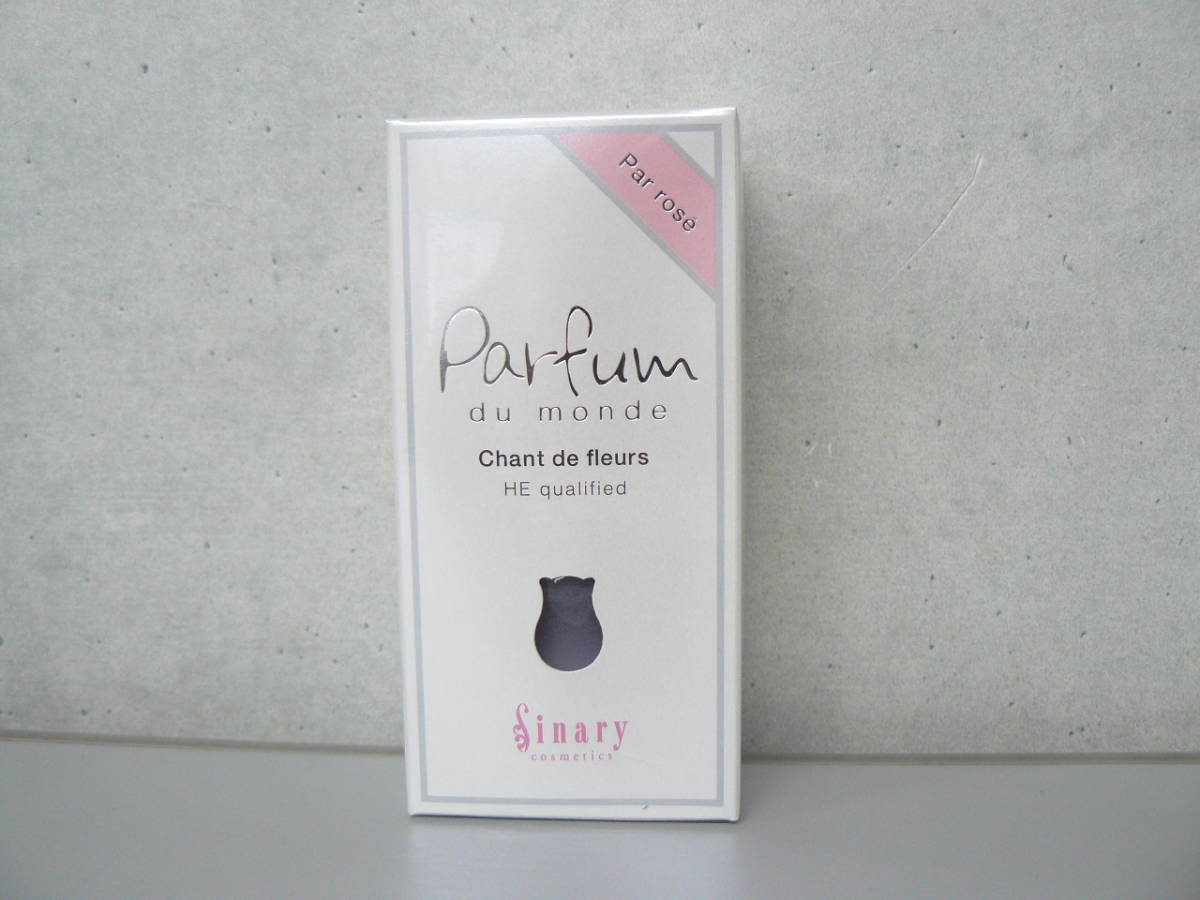 Par rosé
Parfum
du monde
Chant de fleurs
HE qualified
Sinary
cosmetics